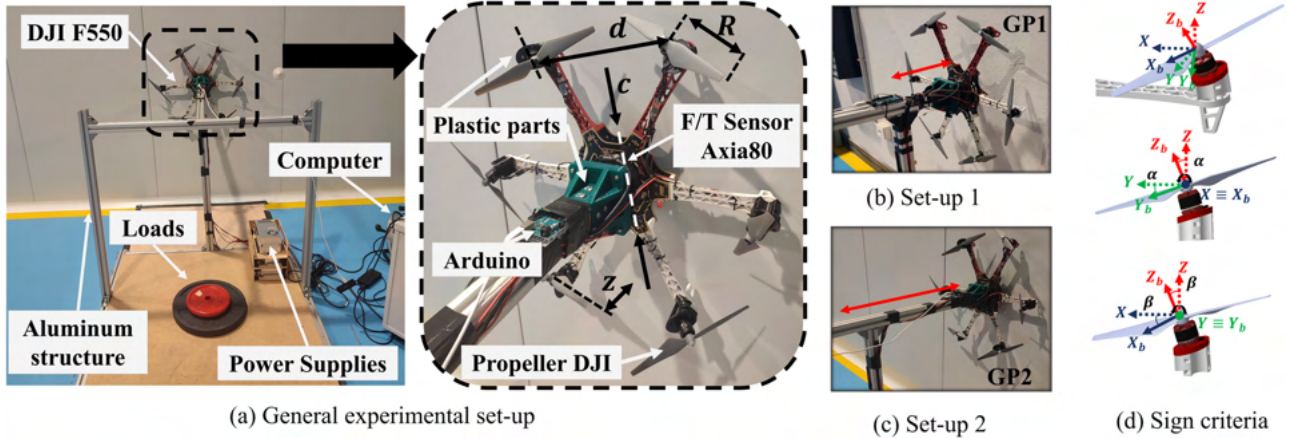 DJI F550
Computer
Loads
Aluminum
structure
Power Supplies
d
R
c
Plastic parts
F/T Sensor
Axia80
Arduino
z
Propeller DJI
(a) General experimental set-up
GP1
(b) Set-up 1
GP2
(c) Set-up 2
Z
Z_b
X
X_b
Y
Y_b
Z
Z_b
α
α
Y
Y_b
X ≡ X_b
Z
Z_b
β
β
X
X_b
Y ≡ Y_b
(d) Sign criteria